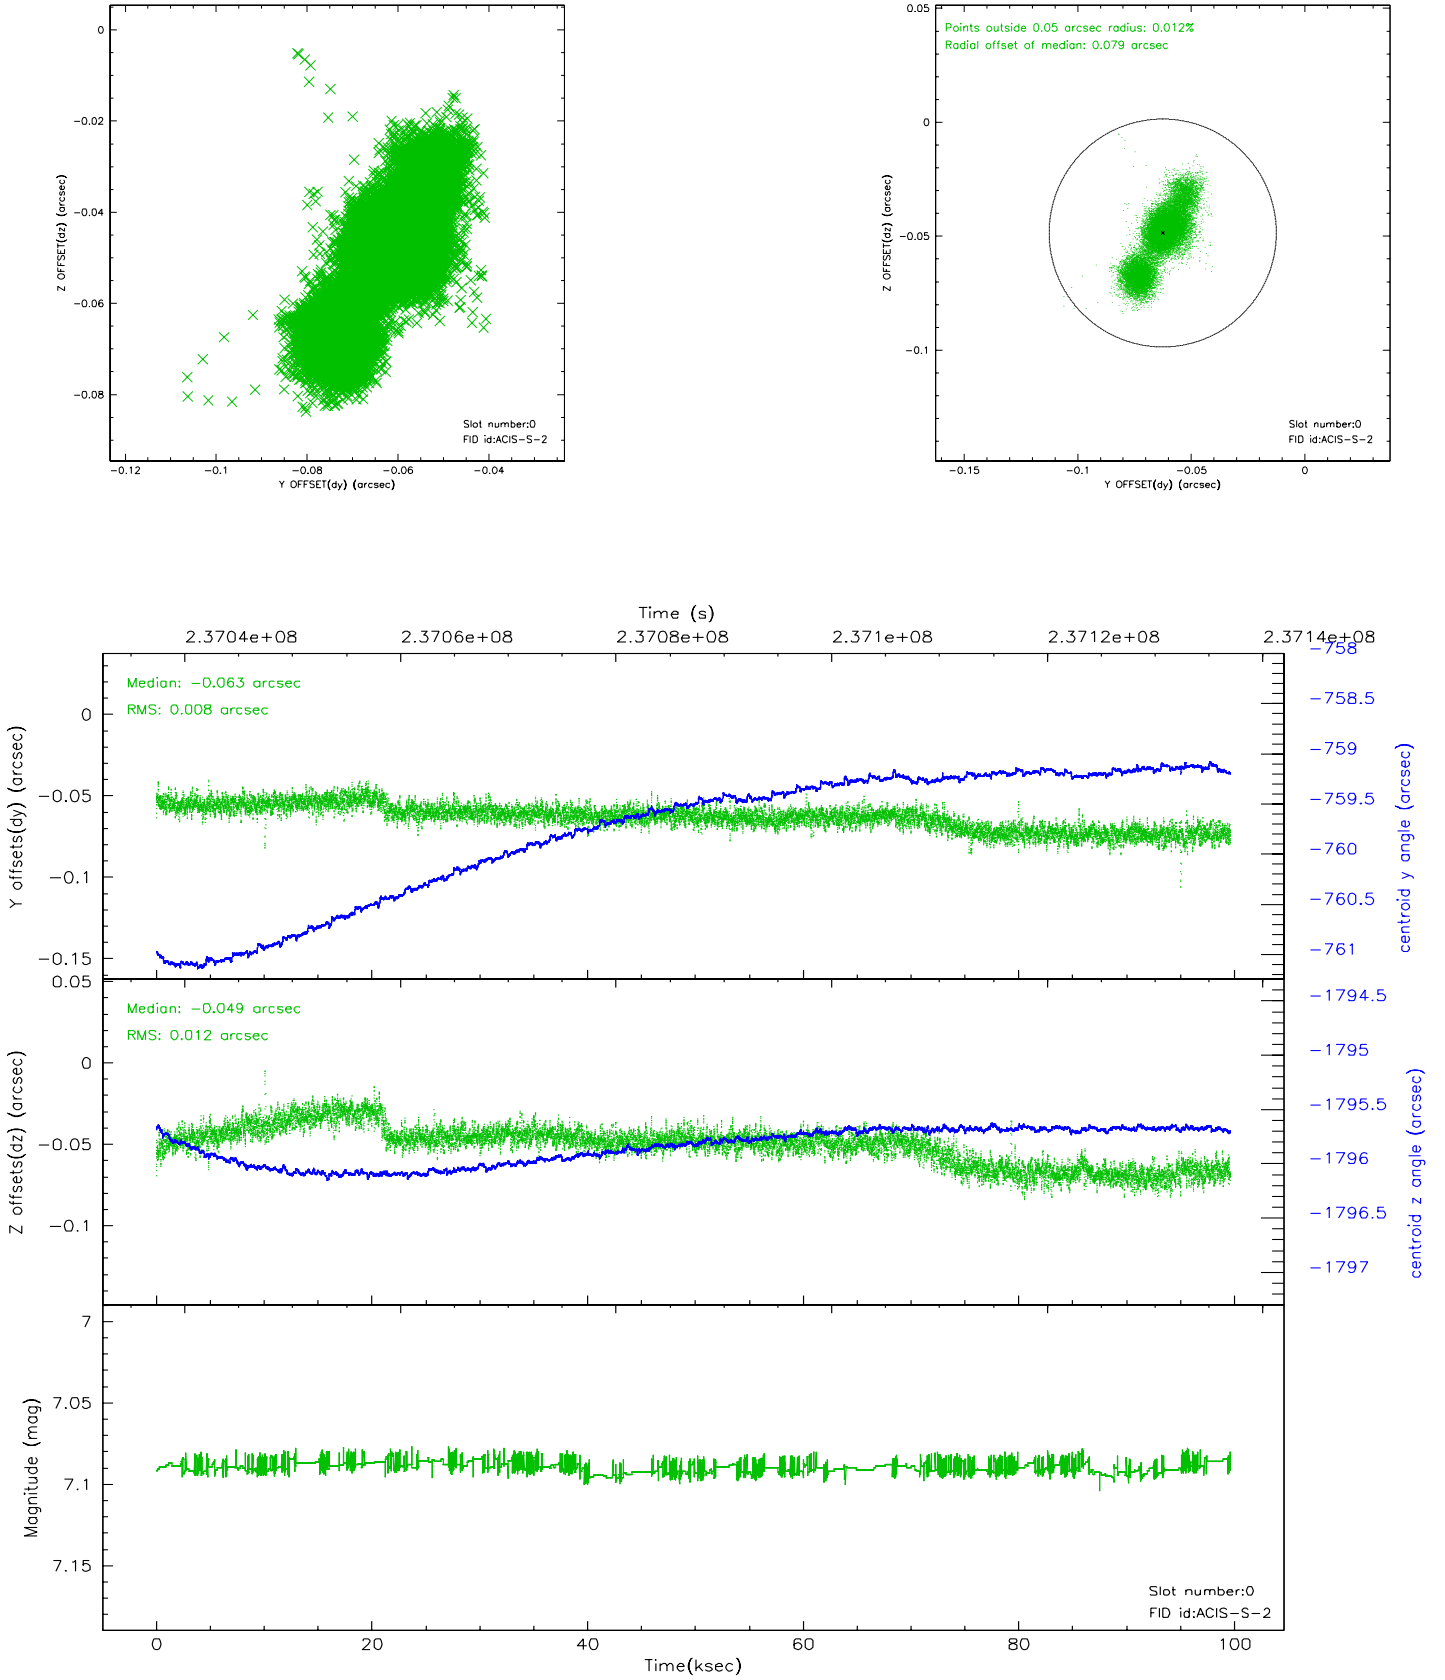 0
−0.02
−0.04
−0.06
−0.08
Z OFFSET(dz) (arcsec)
Slot number:0
FID id:ACIS−S−2
−0.12 −0.1 −0.08 −0.06 −0.04
Y OFFSET(dy) (arcsec)
0.05
0
−0.05
−0.1
Z OFFSET(dz) (arcsec)
Points outside 0.05 arcsec radius: 0.012%
Radial offset of median: 0.079 arcsec
Slot number:0
FID id:ACIS−S−2
−0.15 −0.1 −0.05 0
Y OFFSET(dy) (arcsec)
Time (s)
2.3704e+08 2.3706e+08 2.3708e+08 2.371e+08 2.3712e+08 2.3714e+08
Median: −0.063 arcsec
RMS: 0.008 arcsec
0
−0.05
−0.1
−0.15
Y offsets(dy) (arcsec)
−758
−758.5
−759
−759.5
−760
−760.5
−761
centroid y angle (arcsec)
Median: −0.049 arcsec
RMS: 0.012 arcsec
0.05
0
−0.05
−0.1
Z offsets(dz) (arcsec)
−1794.5
−1795
−1795.5
−1796
−1796.5
−1797
centroid z angle (arcsec)
7
7.05
7.1
7.15
Magnitude (mag)
Slot number:0
FID id:ACIS−S−2
0 20 40 60 80 100
Time(ksec)